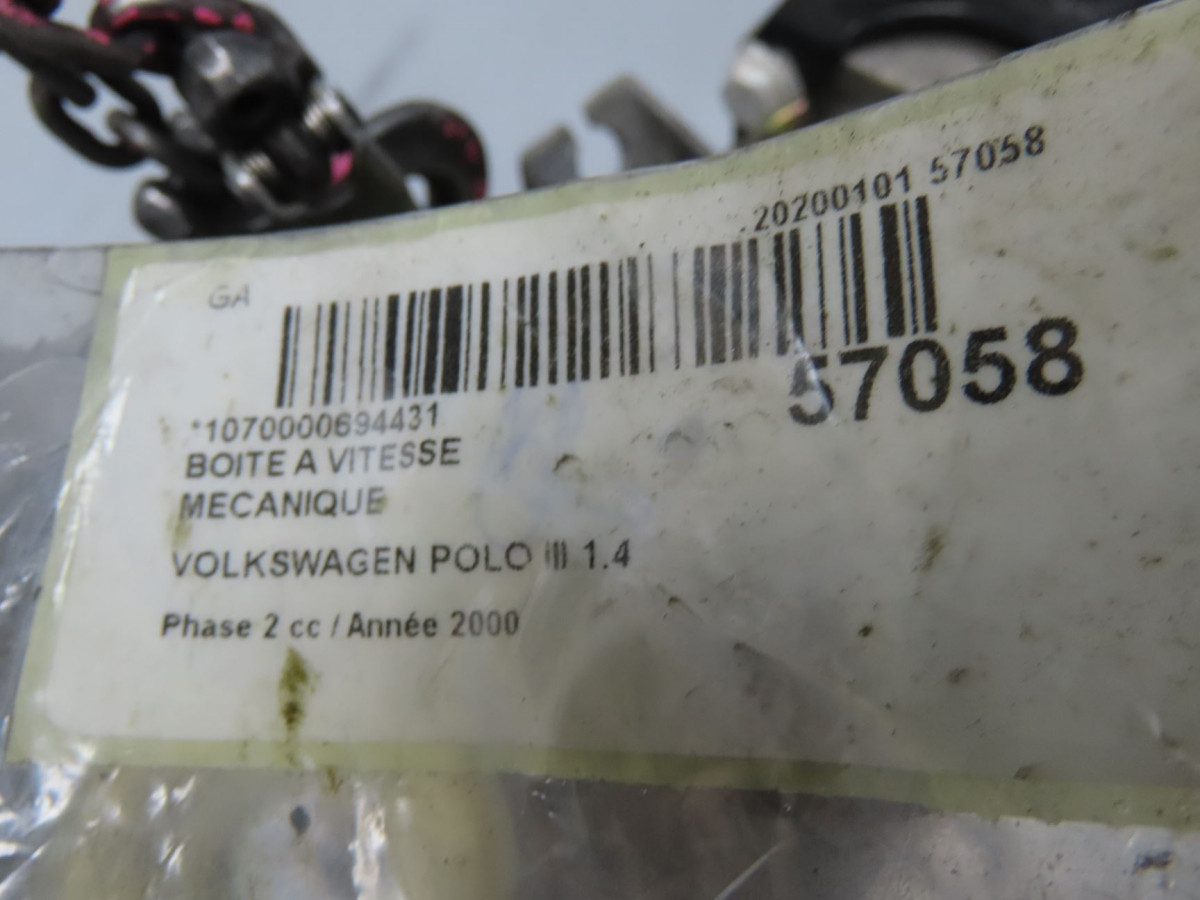 20200101 57058
GA
57058
*1070000694431
BOITE A VITESSE
MECANIQUE
VOLKSWAGEN POLO III 1.4
Phase 2 cc / Année 2000